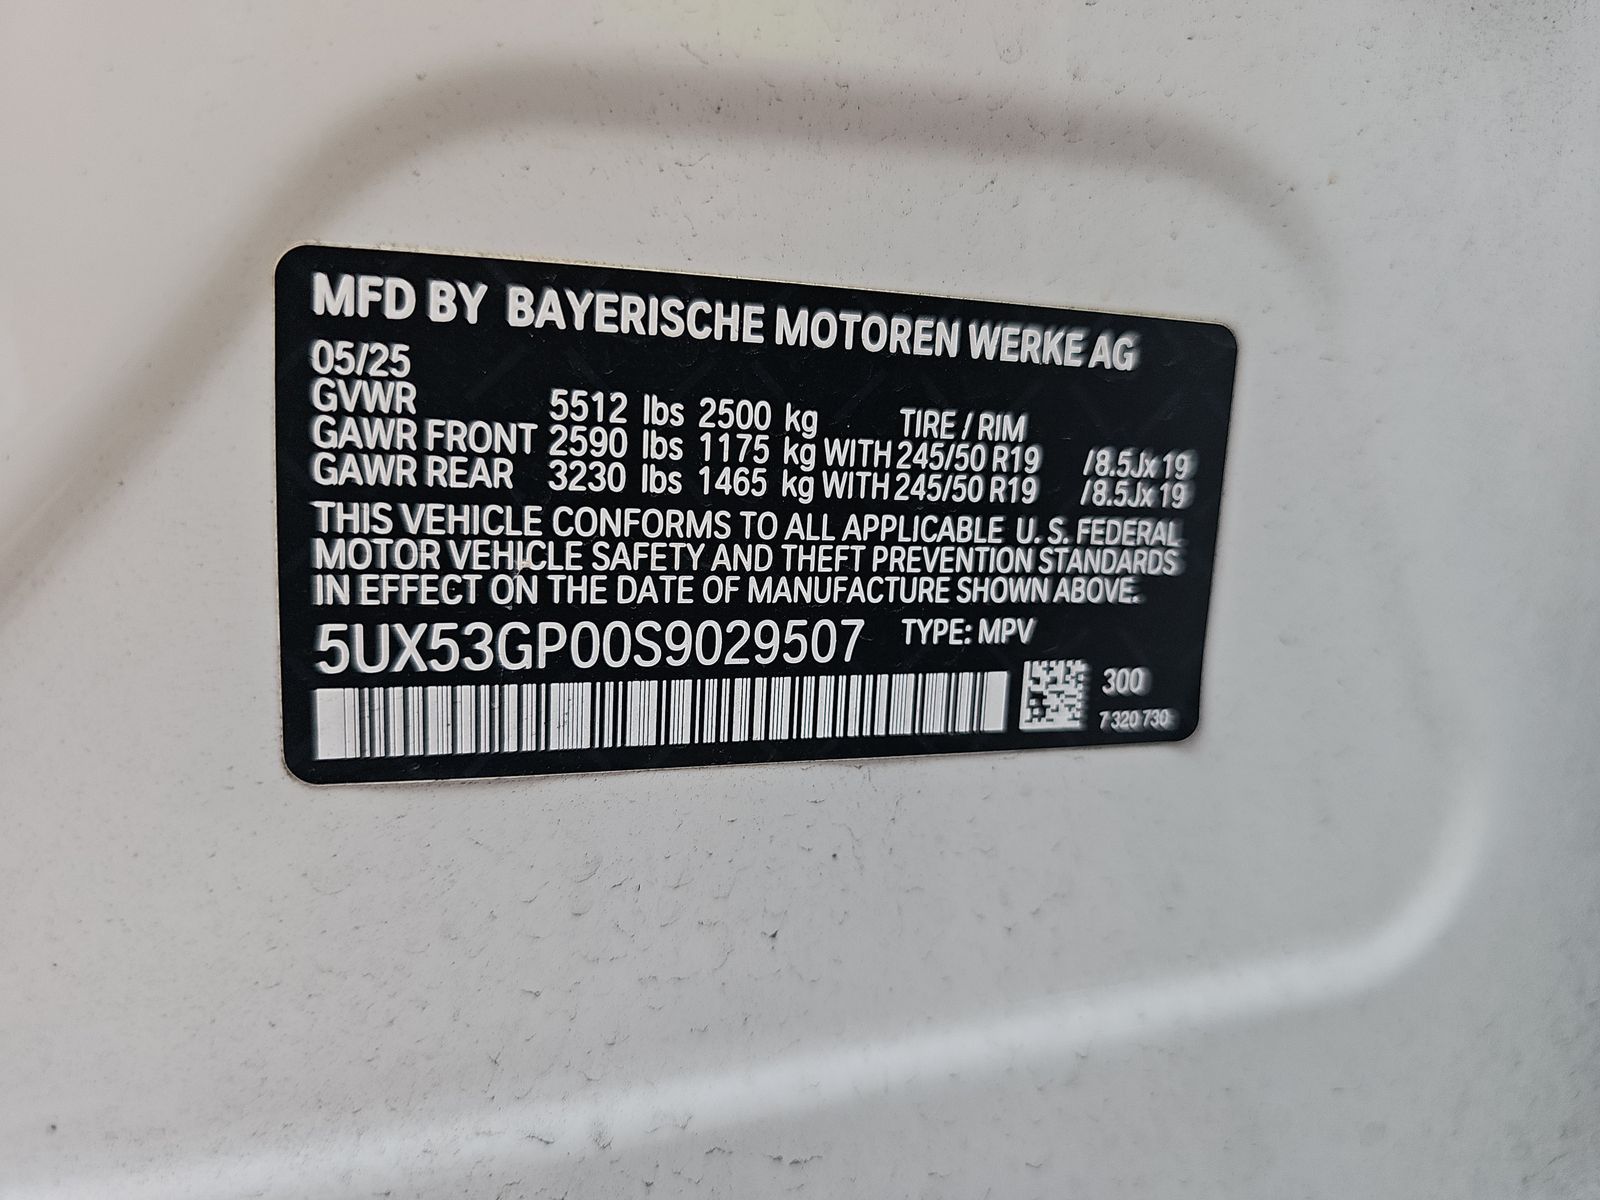 MFD BY BAYERISCHE MOTOREN WERKE AG
05/25
GVWR 5512 lbs 2500 kg TIRE / RIM
GAWR FRONT 2590 lbs 1175 kg WITH 245/50 R19 /8.5Jx19
GAWR REAR 3230 lbs 1465 kg WITH 245/50 R19 /8.5Jx19
THIS VEHICLE CONFORMS TO ALL APPLICABLE U. S. FEDERAL
MOTOR VEHICLE SAFETY AND THEFT PREVENTION STANDARDS
IN EFFECT ON THE DATE OF MANUFACTURE SHOWN ABOVE.
5UX53GP00S9029507 TYPE: MPV
300
7 320 730